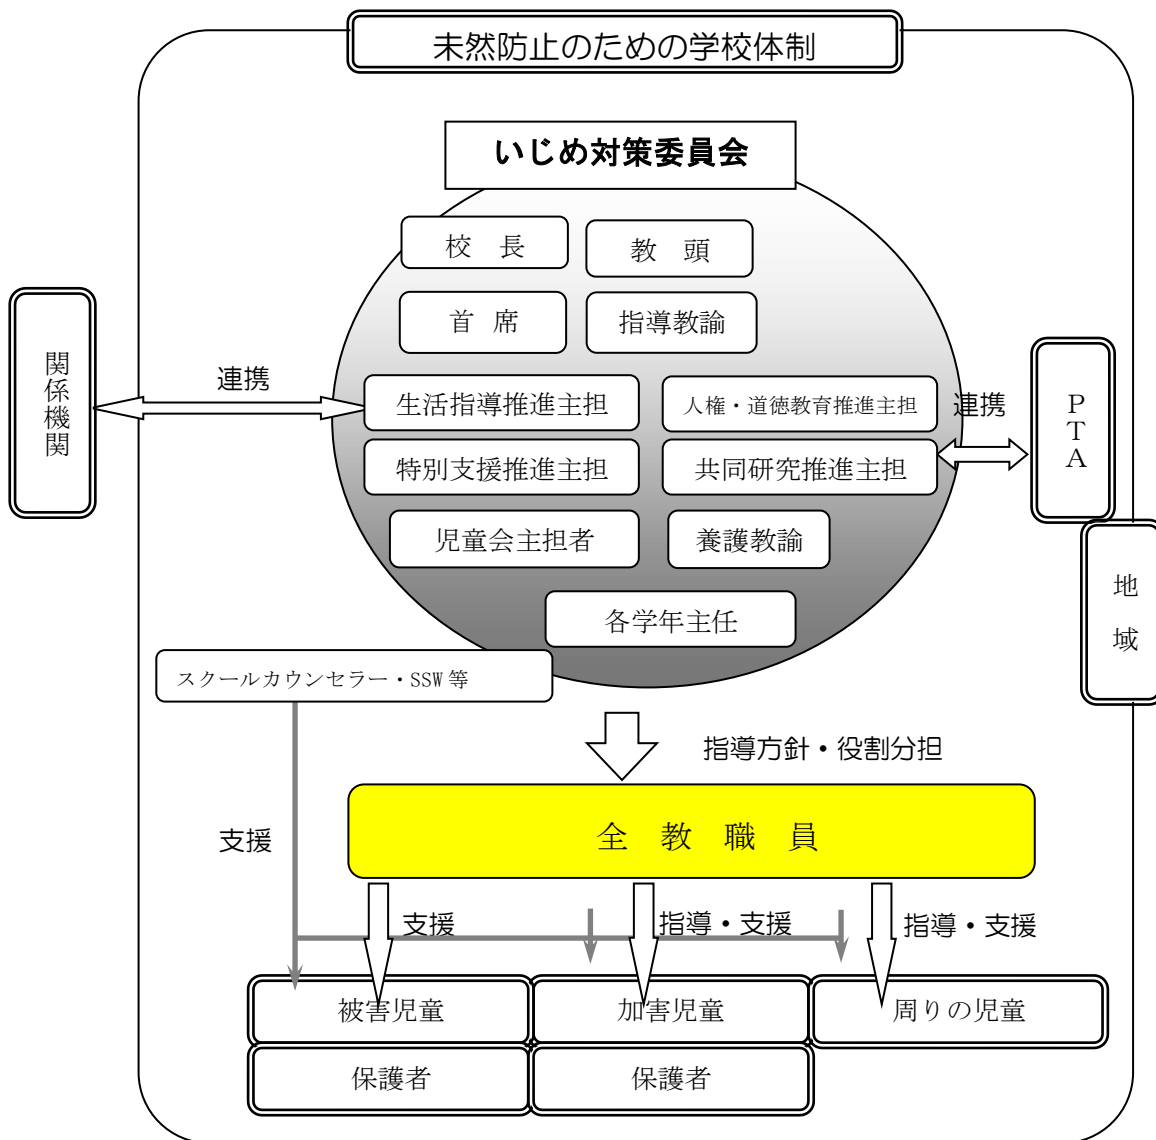 未然防止のための学校体制
いじめ対策委員会
校　長
教　頭
首　席
指導教諭
関係機関
連携
生活指導推進主担
人権・道徳教育推進主担
連携
PTA
特別支援推進主担
共同研究推進主担
児童会主担者
養護教諭
地域
各学年主任
スクールカウンセラー・SSW等
指導方針・役割分担
支援
全　教　職　員
支援
指導・支援
指導・支援
被害児童
加害児童
周りの児童
保護者
保護者